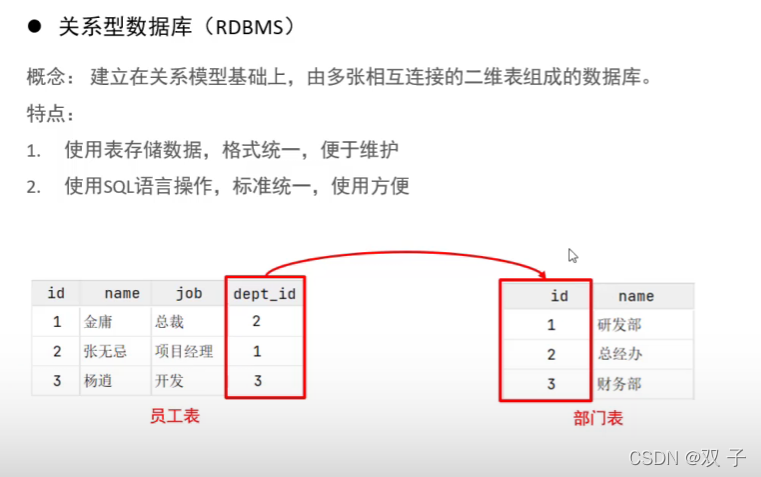 ● 关系型数据库（RDBMS）
概念： 建立在关系模型基础上，由多张相互连接的二维表组成的数据库。
特点：
1. 使用表存储数据，格式统一，便于维护
2. 使用SQL语言操作，标准统一，使用方便
id name job dept_id
1 金庸 总裁 2
2 张无忌 项目经理 1
3 杨逍 开发 3
员工表
id name
1 研发部
2 总经办
3 财务部
部门表
CSDN @双 子